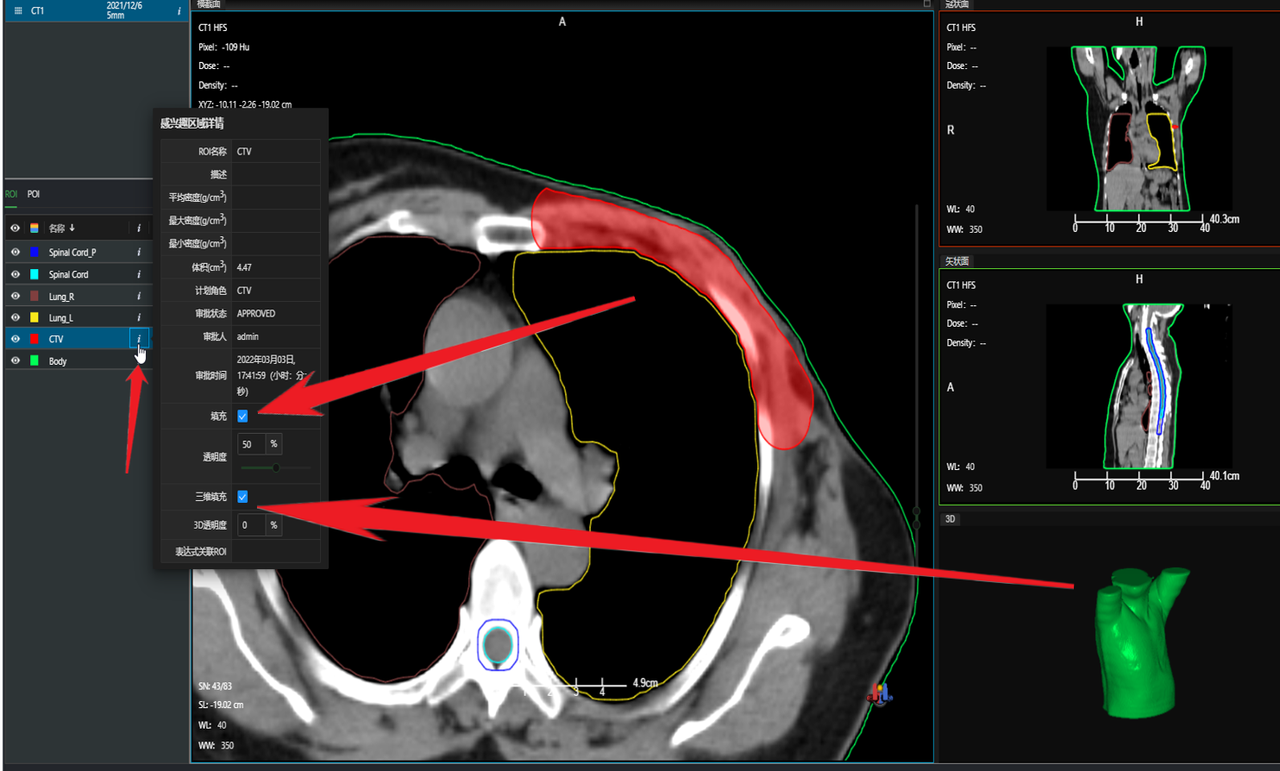 CT1
2021/12/6
5mm
i
ROI
POI
名称
i
Spinal Cord_P
i
Spinal Cord
i
Lung_R
i
Lung_L
i
CTV
i
Body
i
感兴趣区域详情
ROI名称 CTV
描述
平均密度(g/cm³)
最大密度(g/cm³)
最小密度(g/cm³)
体积(cm³) 4.47
计划角色 CTV
审批状态 APPROVED
审批人 admin
审批时间 2022年03月03日,
17:41:59 (小时: 分:
秒)
填充
透明度 50 %
三维填充
3D透明度 0 %
表达式关联ROI
横截面
CT1 HFS
Pixel: -109 Hu
Dose: --
Density: --
XYZ: -10.11 -2.26 -19.02 cm
A
SN: 43/83
SL: -19.02 cm
WL: 40
WW: 350
1 2 3 4 4.9cm
冠状面
CT1 HFS
Pixel: --
Dose: --
Density: --
H
R
WL: 40
WW: 350
0 10 20 30 40 40.3cm
矢状面
CT1 HFS
Pixel: --
Dose: --
Density: --
H
A
WL: 40
WW: 350
0 10 20 30 40 40.1cm
3D